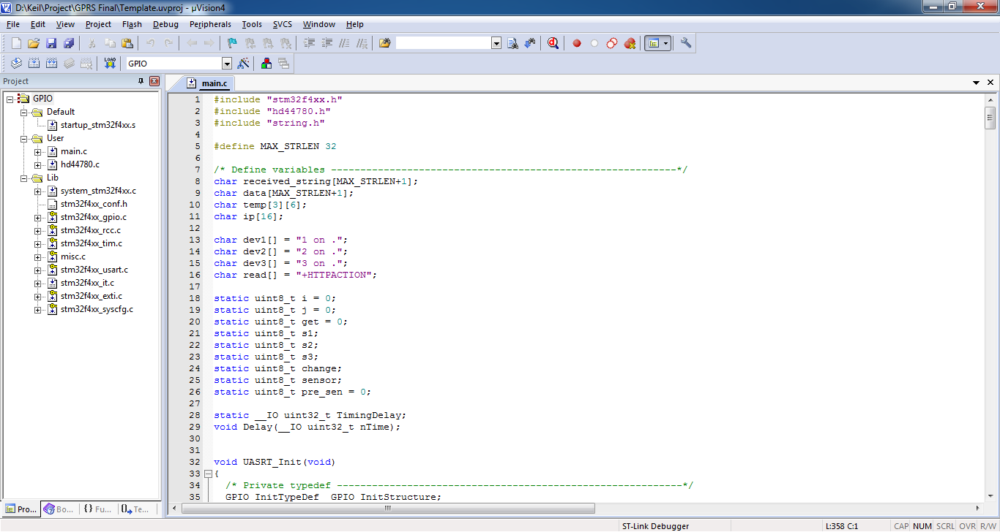 D:\Keil\Project\GPRS Final\Template.uvproj - µVision4
File Edit View Project Flash Debug Peripherals Tools SVCS Window Help
LOAD GPIO
Project
GPIO
Default
startup_stm32f4xx.s
User
main.c
hd44780.c
Lib
system_stm32f4xx.c
stm32f4xx_conf.h
stm32f4xx_gpio.c
stm32f4xx_rcc.c
stm32f4xx_tim.c
misc.c
stm32f4xx_usart.c
stm32f4xx_it.c
stm32f4xx_exti.c
stm32f4xx_syscfg.c
Pro... Bo... {} Fu... 0 Te...
main.c
1 #include "stm32f4xx.h"
2 #include "hd44780.h"
3 #include "string.h"
4
5 #define MAX_STRLEN 32
6
7 /* Define variables -----------------------------------------------------------*/
8 char received_string[MAX_STRLEN+1];
9 char data[MAX_STRLEN+1];
10 char temp[3][6];
11 char ip[16];
12
13 char dev1[] = "1 on .";
14 char dev2[] = "2 on .";
15 char dev3[] = "3 on .";
16 char read[] = "+HTTPACTION";
17
18 static uint8_t i = 0;
19 static uint8_t j = 0;
20 static uint8_t get = 0;
21 static uint8_t s1;
22 static uint8_t s2;
23 static uint8_t s3;
24 static uint8_t change;
25 static uint8_t sensor;
26 static uint8_t pre_sen = 0;
27
28 static __IO uint32_t TimingDelay;
29 void Delay(__IO uint32_t nTime);
30
31
32 void UASRT_Init(void)
33 {
34 /* Private typedef -----------------------------------------------------------*/
35 GPIO_InitTypeDef GPIO_InitStructure;
ST-Link Debugger L:358 C:1 CAP NUM SCRL OVR R/W